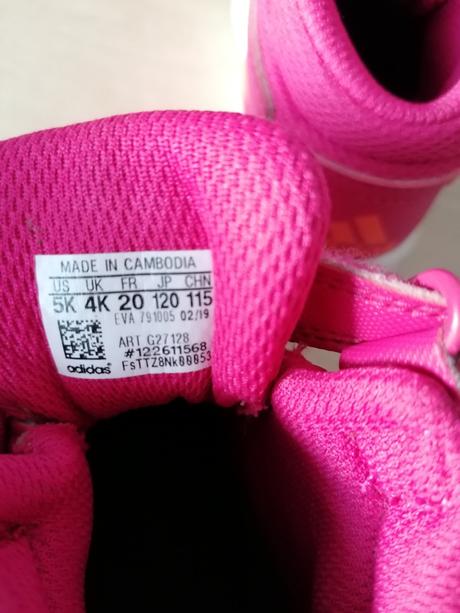 MADE IN CAMBODIA
US UK FR JP CHN
5K 4K 20 120 115
EVA 791005 02/19
ART G27128
#122611568
adidas FsTTZ8Nk00053